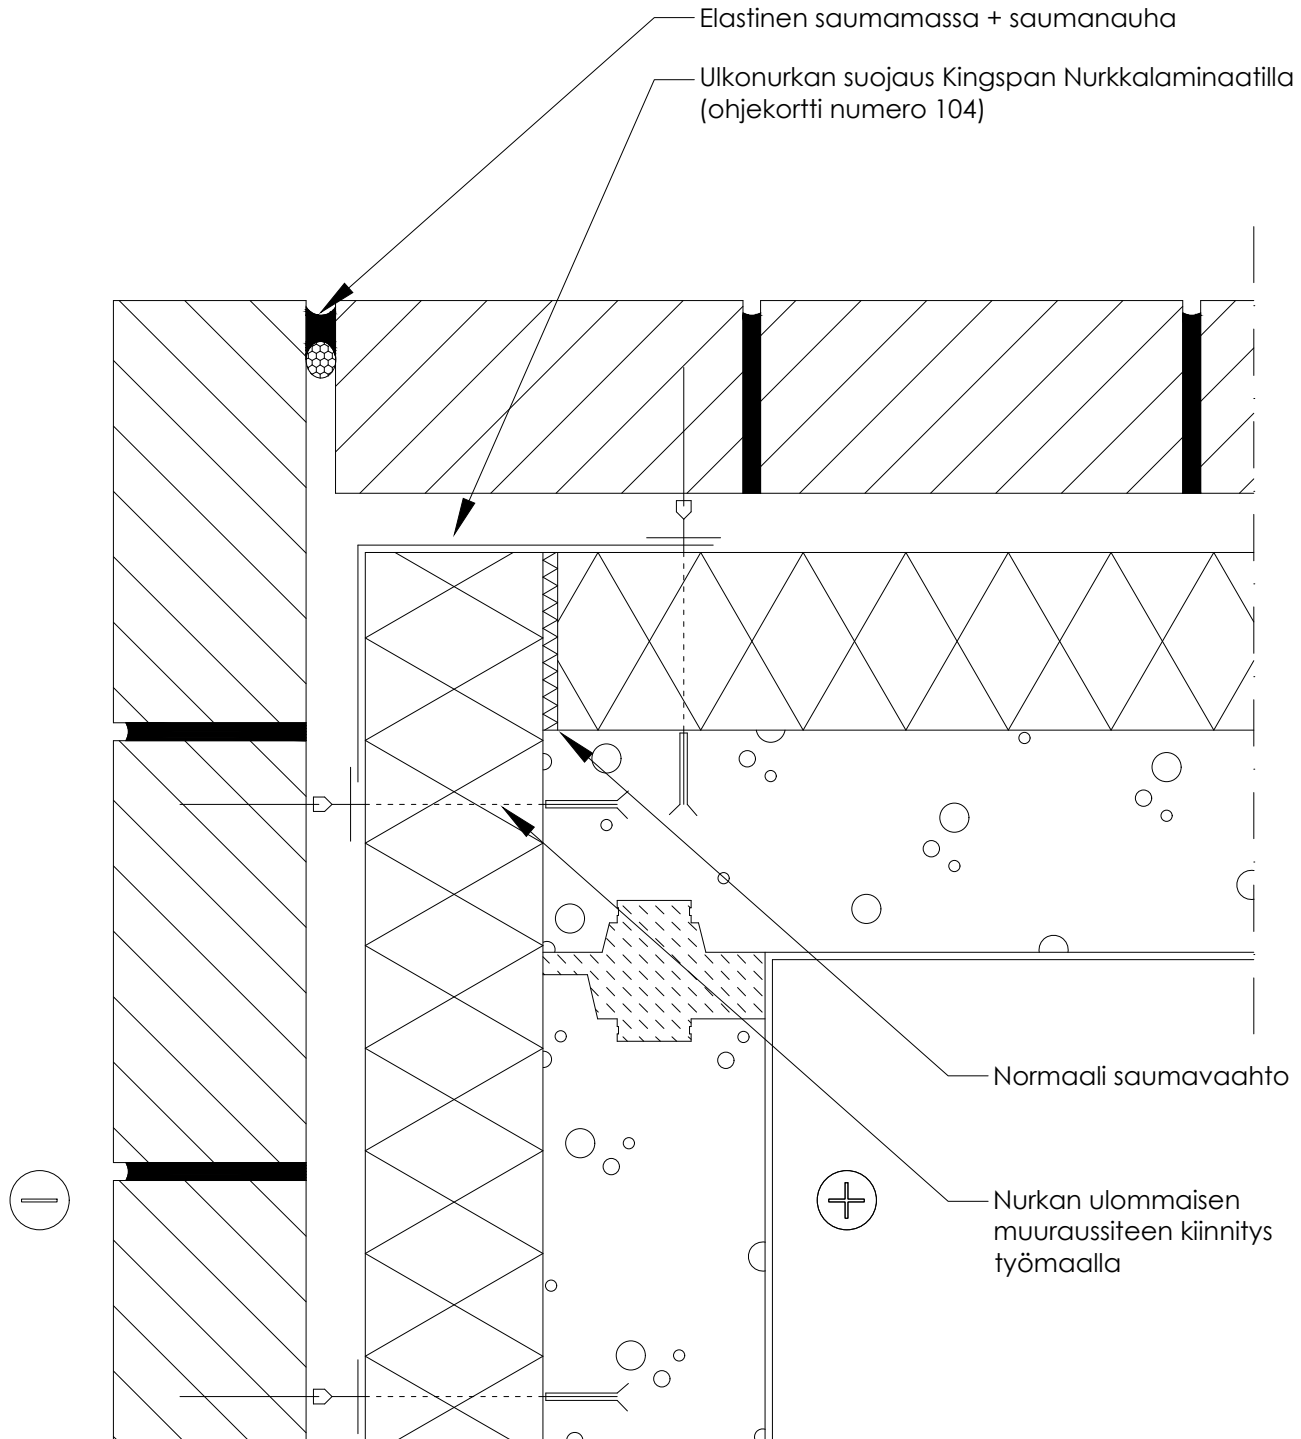 Elastinen saumamassa + saumanauha
Ulkonurkan suojaus Kingspan Nurkkalaminaatilla
(ohjekortti numero 104)
Normaali saumavaahto
Nurkan ulommaisen
muuraussiteen kiinnitys
työmaalla